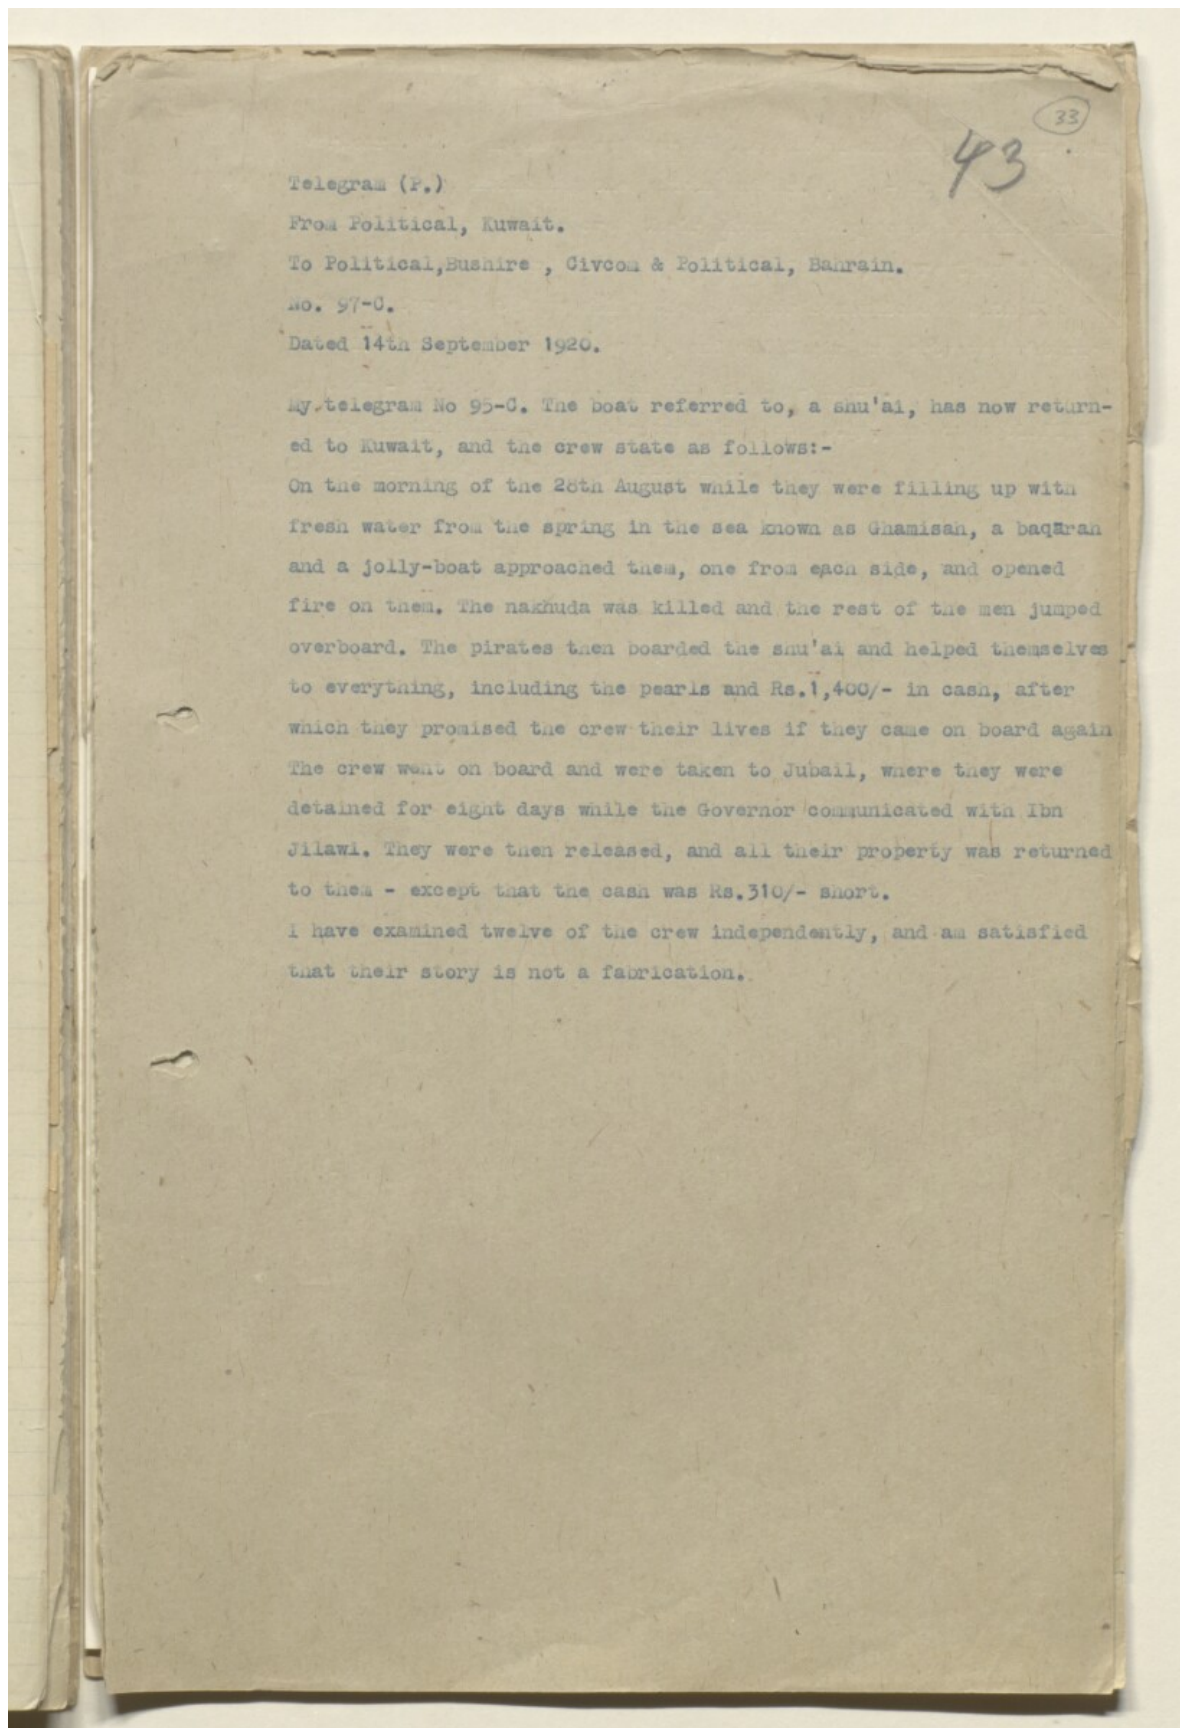 33
43
Telegram (P.)
From Political, Kuwait.
To Political,Bushire , Civcom & Political, Bahrain.
No. 97-C.
Dated 14th September 1920.
My telegram No 95-C. The boat referred to, a shu'ai, has now return-
ed to Kuwait, and the crew state as follows:-
On the morning of the 28th August while they were filling up with
fresh water from the spring in the sea known as Ghamisah, a baqarah
and a jolly-boat approached them, one from each side, and opened
fire on them. The nakhuda was killed and the rest of the men jumped
overboard. The pirates then boarded the shu'ai and helped themselves
to everything, including the pearls and Rs.1,400/- in cash, after
which they promised the crew their lives if they came on board again
The crew went on board and were taken to Jubail, where they were
detained for eight days while the Governor communicated with Ibn
Jilawi. They were then released, and all their property was returned
to them - except that the cash was Rs.310/- short.
I have examined twelve of the crew independently, and am satisfied
that their story is not a fabrication.